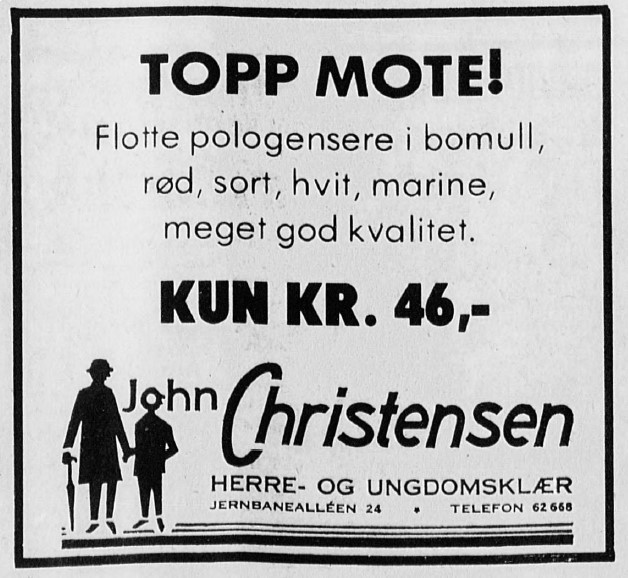 TOPP MOTE!
Flotte pologensere i bomull,
rød, sort, hvit, marine,
meget god kvalitet.
KUN KR. 46,-
John Christensen
HERRE- OG UNGDOMSKLÆR
JERNBANEALLÉEN 24 • TELEFON 62 668